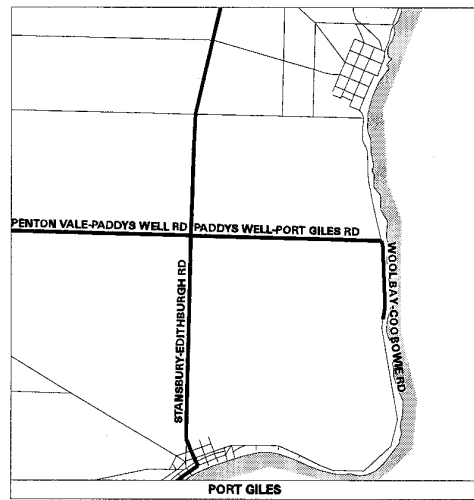 PENTON VALE-PADDYS WELL RD
PADDYS WELL-PORT GILES RD
STANSBURY-EDITHBURGH RD
WOOL BAY-COOBOWIE RD
PORT GILES